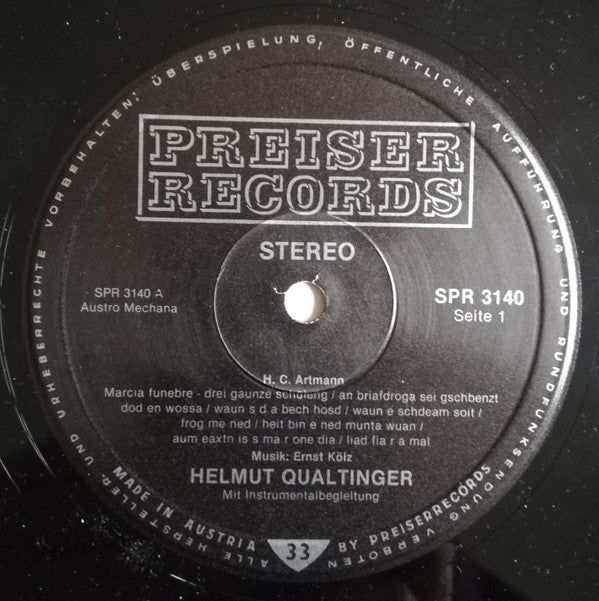 PREISER
RECORDS
STEREO
SPR 3140 A
Austro Mechana
SPR 3140
Seite 1
H. C. Artmann
Marcia funebre - drei gaunze schüfang / an briafdroga sei gschbenzt
dod en wossa / waun s d a bech hosd / waun e schdeam soit /
frog me ned / heit bin e ned munta wuan /
aum eaxtn is s ma r one dia / liad fia r a mal
Musik: Ernst Kölz
HELMUT QUALTINGER
Mit Instrumentalbegleitung
33
MADE IN AUSTRIA
BY PREISERRECORDS
ALLE HERSTELLER- UND URHEBERRECHTE VORBEHALTEN; ÜBERSPIELUNG, ÖFFENTLICHE AUFFÜHRUNG UND RUNDFUNKSENDUNG VERBOTEN